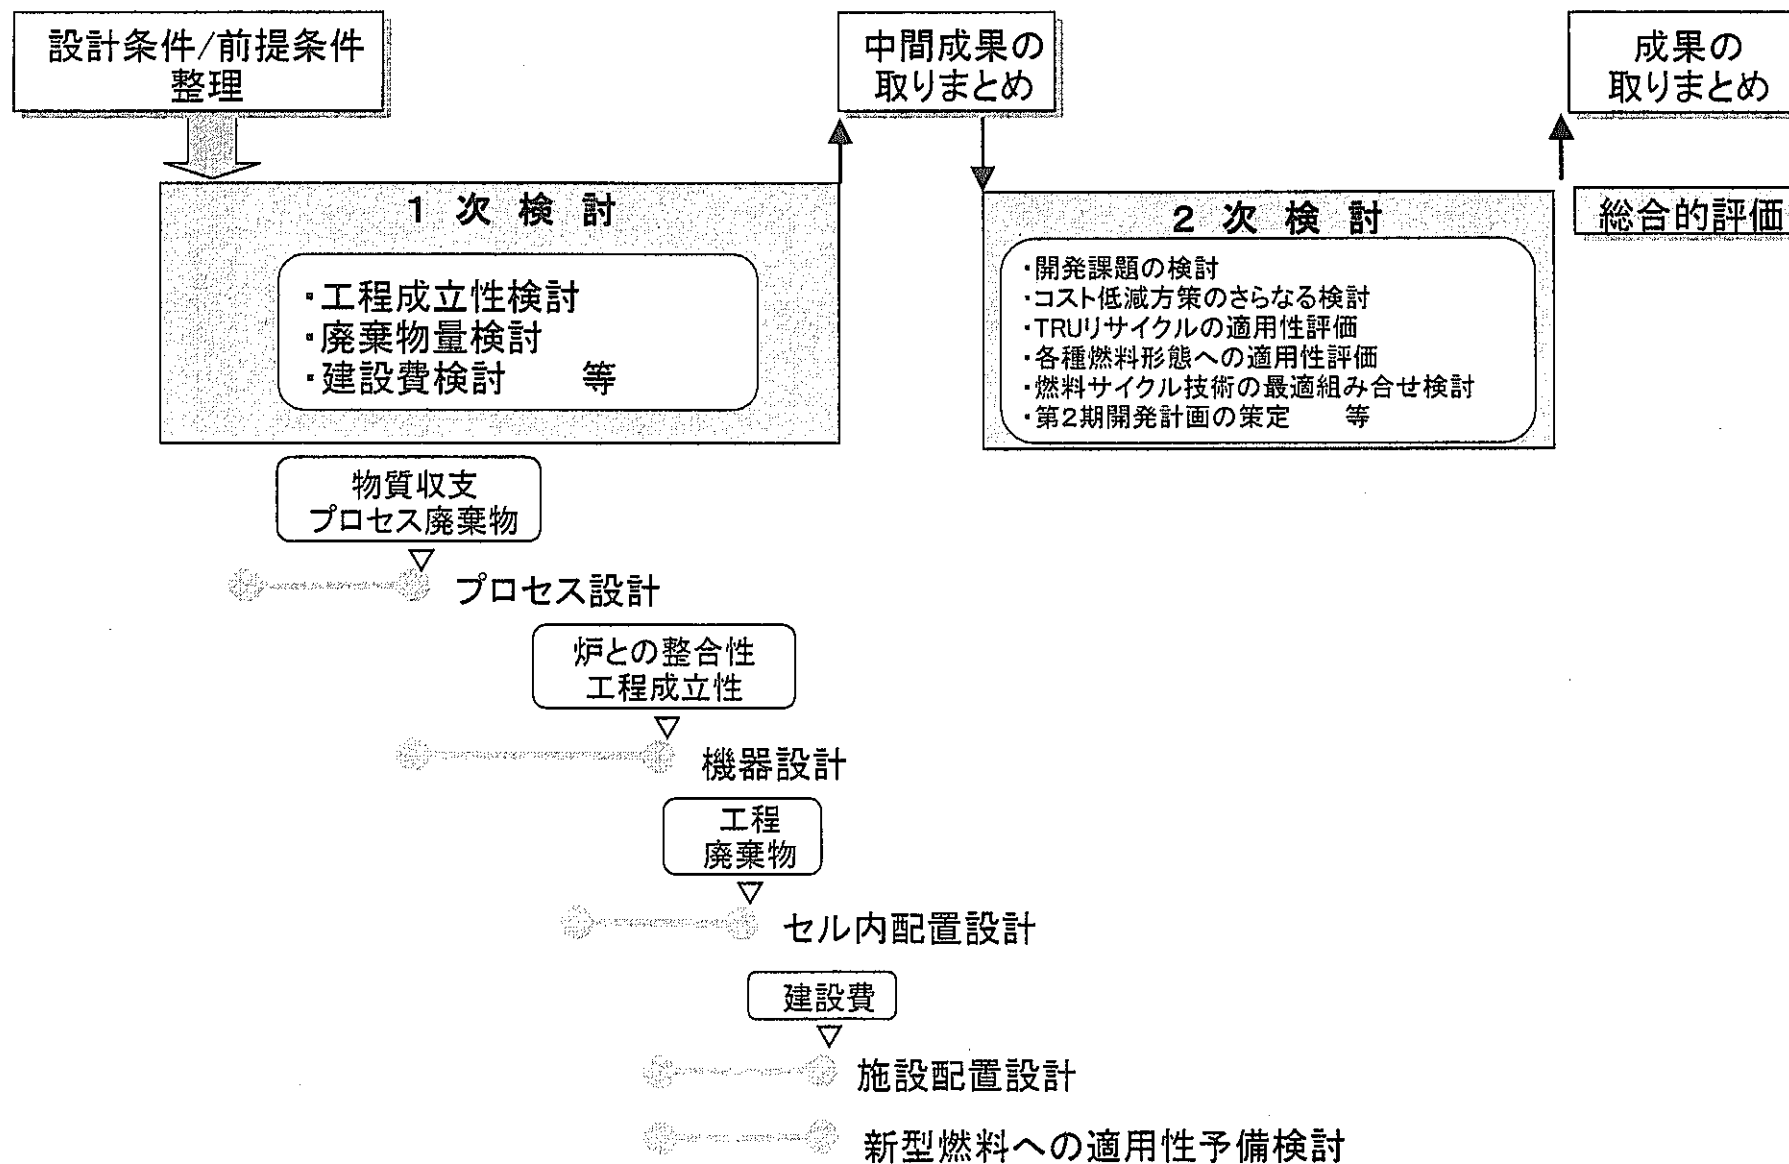 設計条件/前提条件
整理
中間成果の
取りまとめ
成果の
取りまとめ
1次検討
・工程成立性検討
・廃棄物量検討
・建設費検討 等
2次検討
・開発課題の検討
・コスト低減方策のさらなる検討
・TRUリサイクルの適用性評価
・各種燃料形態への適用性評価
・燃料サイクル技術の最適組み合せ検討
・第2期開発計画の策定 等
総合的評価
物質収支
プロセス廃棄物
プロセス設計
炉との整合性
工程成立性
機器設計
工程
廃棄物
セル内配置設計
建設費
施設配置設計
新型燃料への適用性予備検討